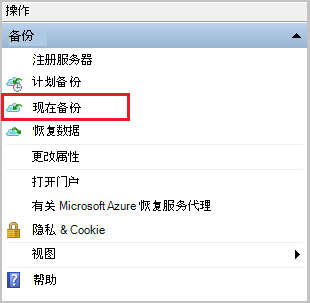 操作
备份
注册服务器
计划备份
现在备份
恢复数据
更改属性
打开门户
有关 Microsoft Azure 恢复服务代理
隐私 & Cookie
视图
帮助